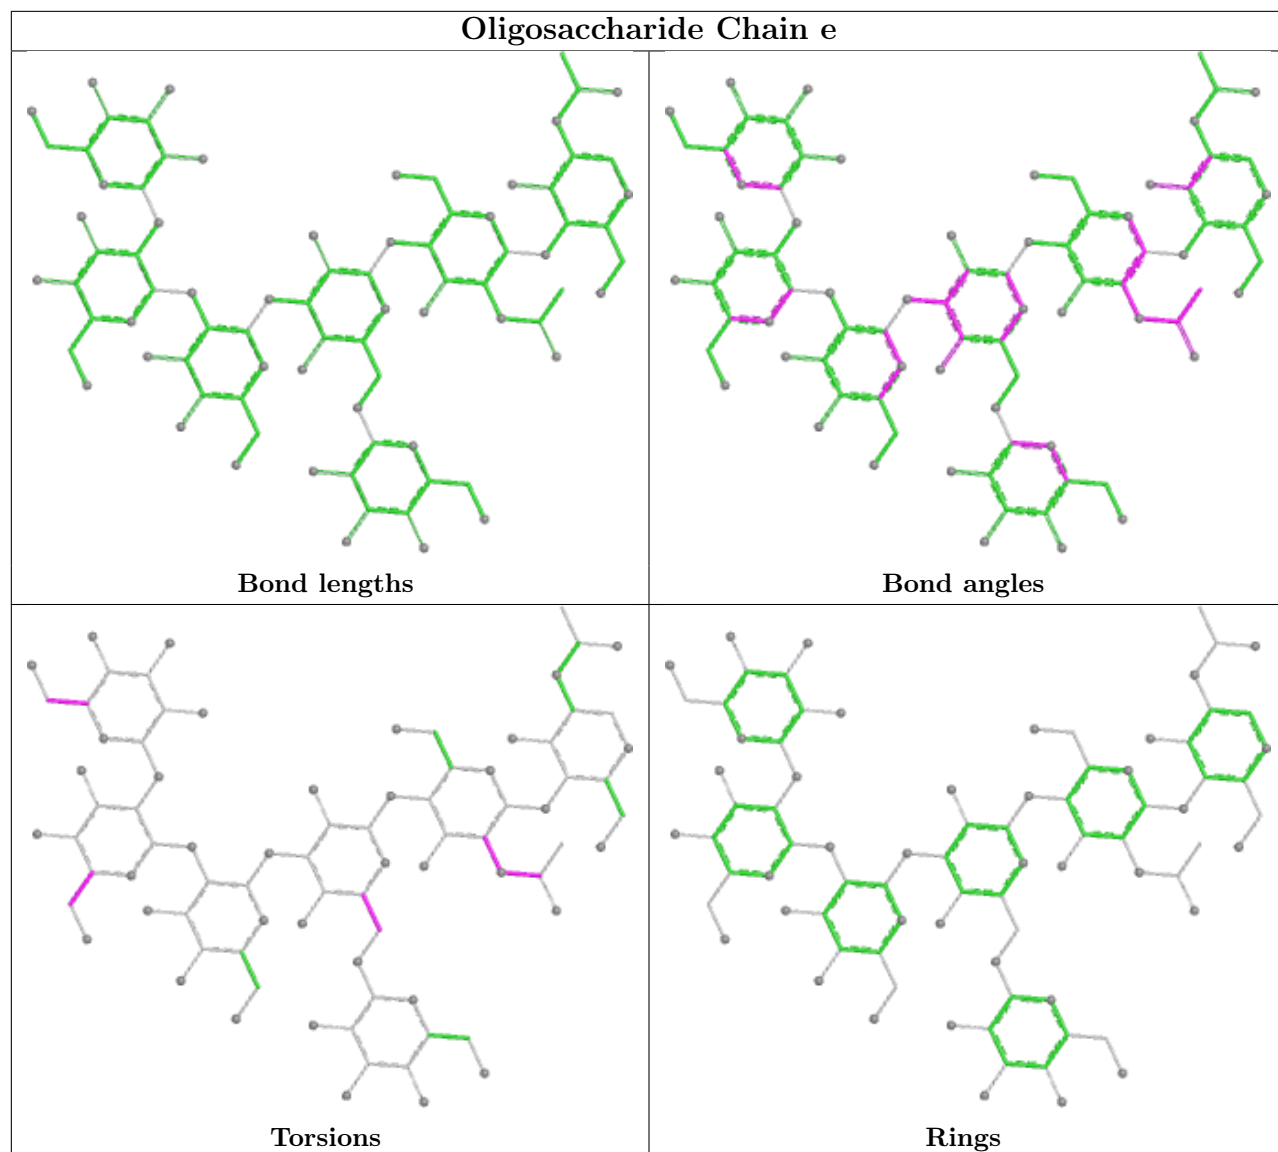 Oligosaccharide Chain e
Bond lengths
Bond angles
Torsions
Rings